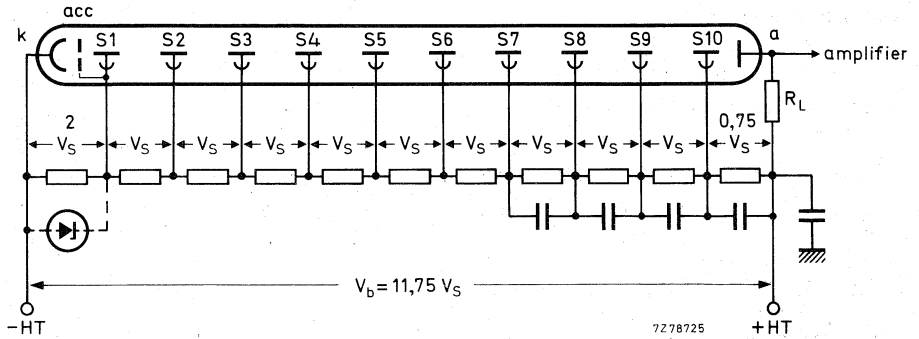 acc
k S1 S2 S3 S4 S5 S6 S7 S8 S9 S10 a
amplifier
R_L
2 0,75
V_S V_S V_S V_S V_S V_S V_S V_S V_S V_S V_S
V_b = 11,75 V_S
-HT 7Z78725 +HT